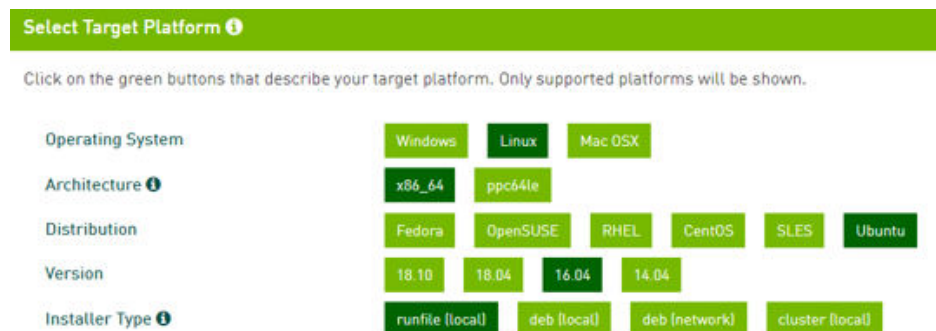 Select Target Platform
Click on the green buttons that describe your target platform. Only supported platforms will be shown.
Operating System Windows Linux Mac OSX
Architecture x86_64 ppc64le
Distribution Fedora OpenSUSE RHEL CentOS SLES Ubuntu
Version 18.10 18.04 16.04 14.04
Installer Type runfile (local) deb (local) deb (network) cluster (local)